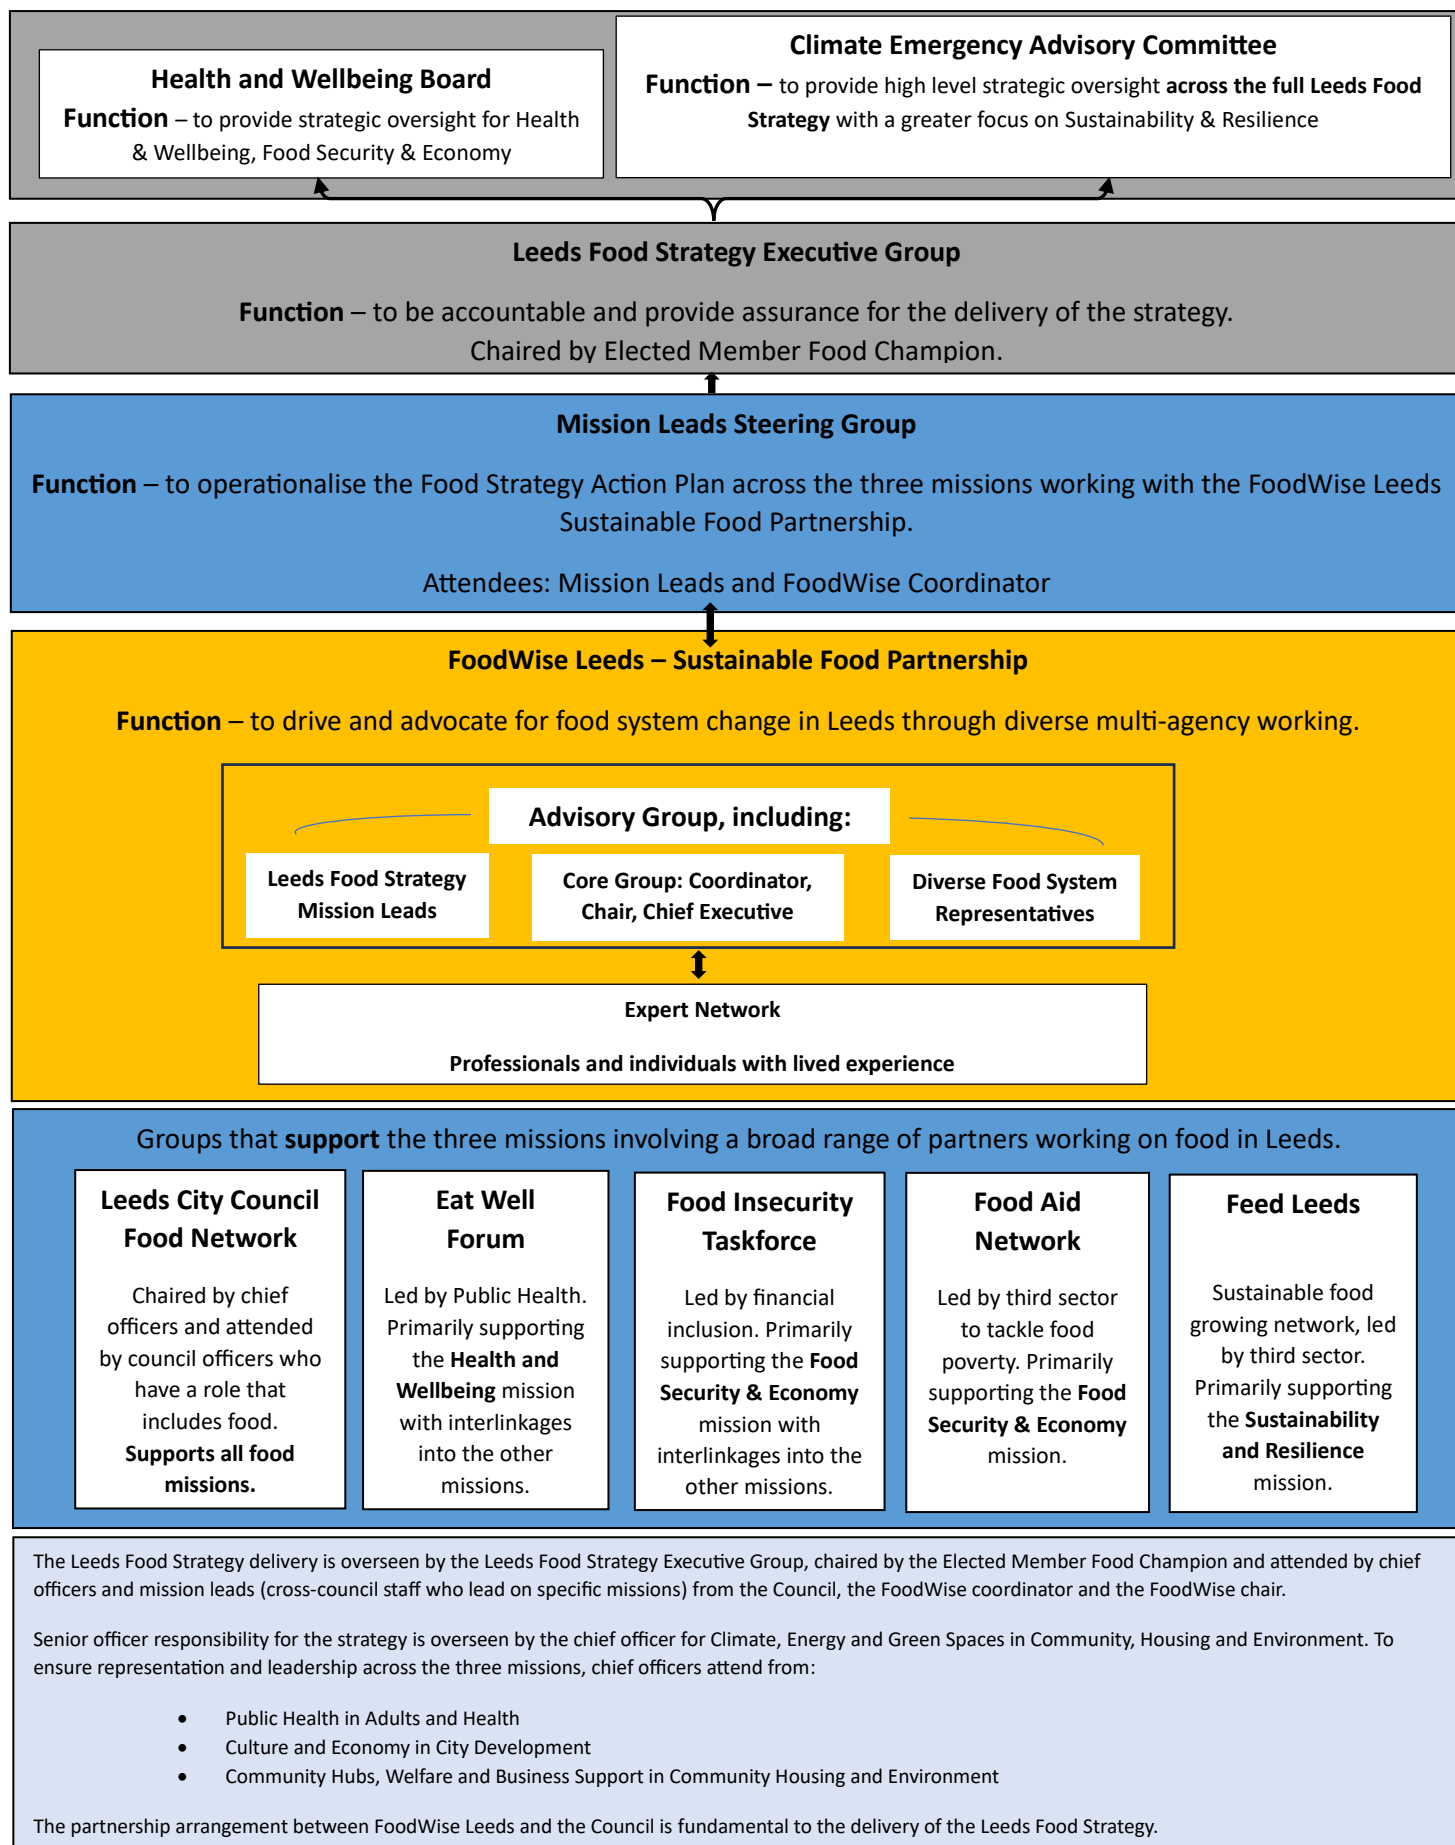 Health and Wellbeing Board
Function – to provide strategic oversight for Health
& Wellbeing, Food Security & Economy
Climate Emergency Advisory Committee
Function – to provide high level strategic oversight across the full Leeds Food
Strategy with a greater focus on Sustainability & Resilience
Leeds Food Strategy Executive Group
Function – to be accountable and provide assurance for the delivery of the strategy.
Chaired by Elected Member Food Champion.
Mission Leads Steering Group
Function – to operationalise the Food Strategy Action Plan across the three missions working with the FoodWise Leeds
Sustainable Food Partnership.
Attendees: Mission Leads and FoodWise Coordinator
FoodWise Leeds – Sustainable Food Partnership
Function – to drive and advocate for food system change in Leeds through diverse multi-agency working.
Advisory Group, including:
Leeds Food Strategy
Mission Leads
Core Group: Coordinator,
Chair, Chief Executive
Diverse Food System
Representatives
Expert Network
Professionals and individuals with lived experience
Groups that support the three missions involving a broad range of partners working on food in Leeds.
Leeds City Council
Food Network
Chaired by chief
officers and attended
by council officers who
have a role that
includes food.
Supports all food
missions.
Eat Well
Forum
Led by Public Health.
Primarily supporting
the Health and
Wellbeing mission
with interlinkages
into the other
missions.
Food Insecurity
Taskforce
Led by financial
inclusion. Primarily
supporting the Food
Security & Economy
mission with
interlinkages into the
other missions.
Food Aid
Network
Led by third sector
to tackle food
poverty. Primarily
supporting the Food
Security & Economy
mission.
Feed Leeds
Sustainable food
growing network, led
by third sector.
Primarily supporting
the Sustainability
and Resilience
mission.
The Leeds Food Strategy delivery is overseen by the Leeds Food Strategy Executive Group, chaired by the Elected Member Food Champion and attended by chief
officers and mission leads (cross-council staff who lead on specific missions) from the Council, the FoodWise coordinator and the FoodWise chair.
Senior officer responsibility for the strategy is overseen by the chief officer for Climate, Energy and Green Spaces in Community, Housing and Environment. To
ensure representation and leadership across the three missions, chief officers attend from:
• Public Health in Adults and Health
• Culture and Economy in City Development
• Community Hubs, Welfare and Business Support in Community Housing and Environment
The partnership arrangement between FoodWise Leeds and the Council is fundamental to the delivery of the Leeds Food Strategy.